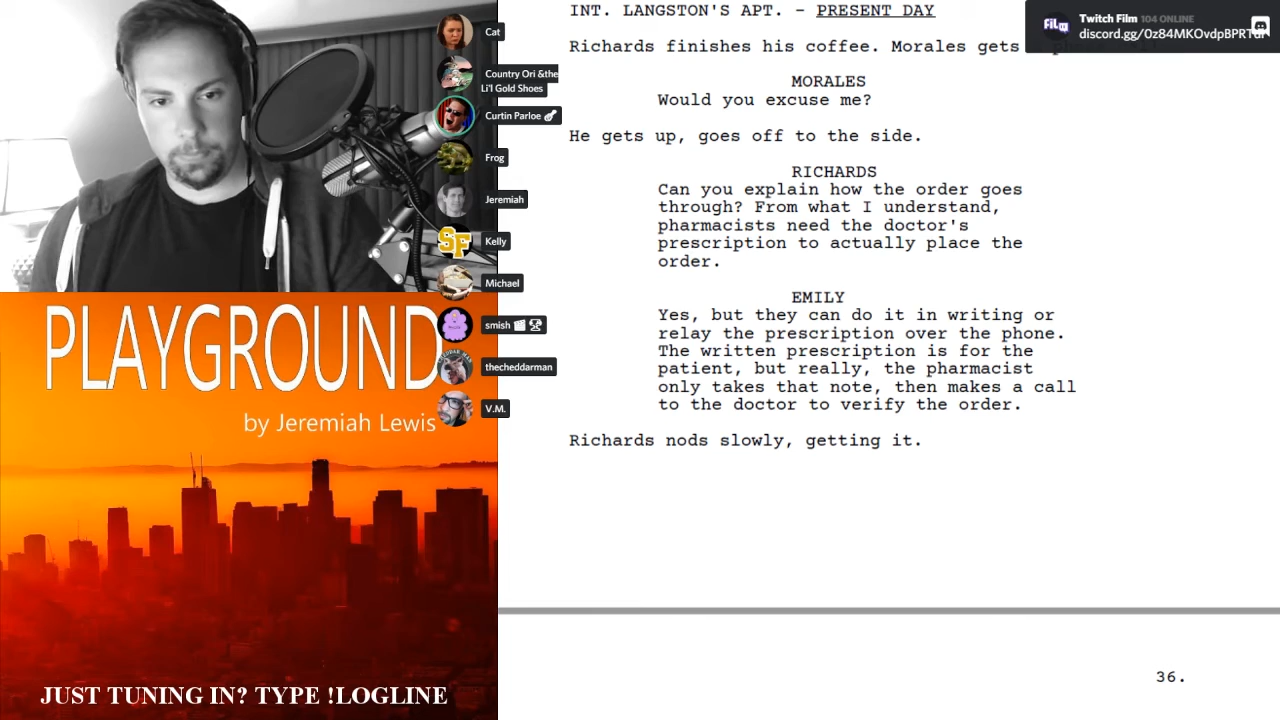 INT. LANGSTON'S APT. - PRESENT DAY
Richards finishes his coffee. Morales gets
MORALES
Would you excuse me?
He gets up, goes off to the side.
RICHARDS
Can you explain how the order goes
through? From what I understand,
pharmacists need the doctor's
prescription to actually place the
order.
EMILY
Yes, but they can do it in writing or
relay the prescription over the phone.
The written prescription is for the
patient, but really, the pharmacist
only takes that note, then makes a call
to the doctor to verify the order.
Richards nods slowly, getting it.
36.
Film
Twitch Film 104 ONLINE
Cat
Country Ori &the
Li'l Gold Shoes
Curtin Parloe
Frog
Jeremiah
SF
Kelly
Michael
smish
thecheddarman
V.M.
PLAYGROUND
by Jeremiah Lewis
JUST TUNING IN? TYPE !LOGLINE